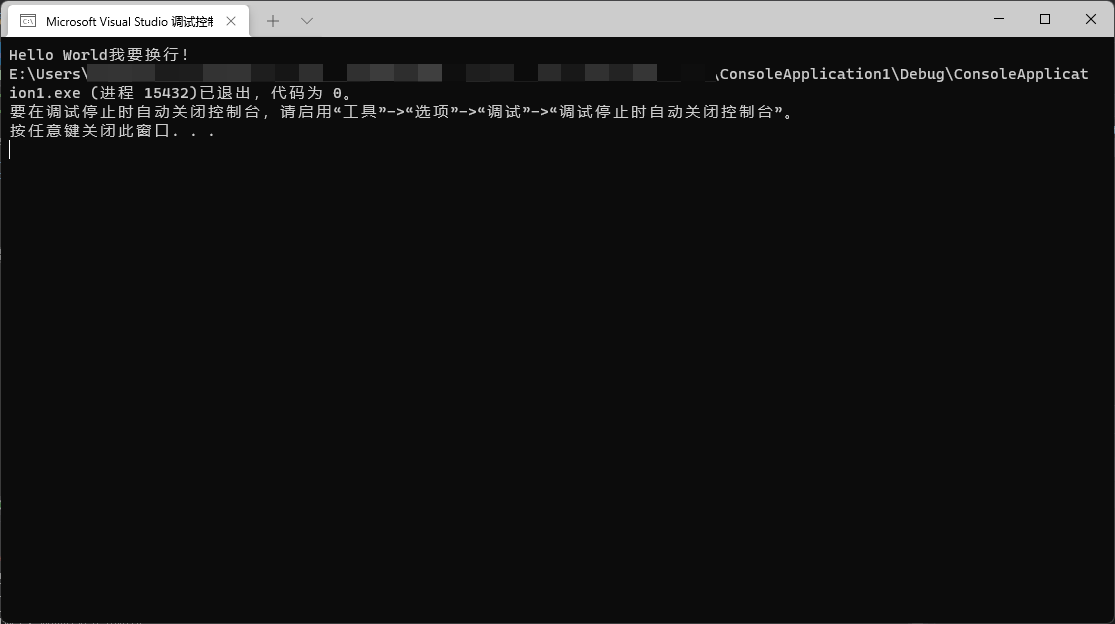 Microsoft Visual Studio 调试控制
Hello World我要换行！
E:\Users\
\ConsoleApplication1\Debug\ConsoleApplicat
ion1.exe (进程 15432)已退出，代码为 0。
要在调试停止时自动关闭控制台，请启用“工具”->“选项”->“调试”->“调试停止时自动关闭控制台”。
按任意键关闭此窗口. . .